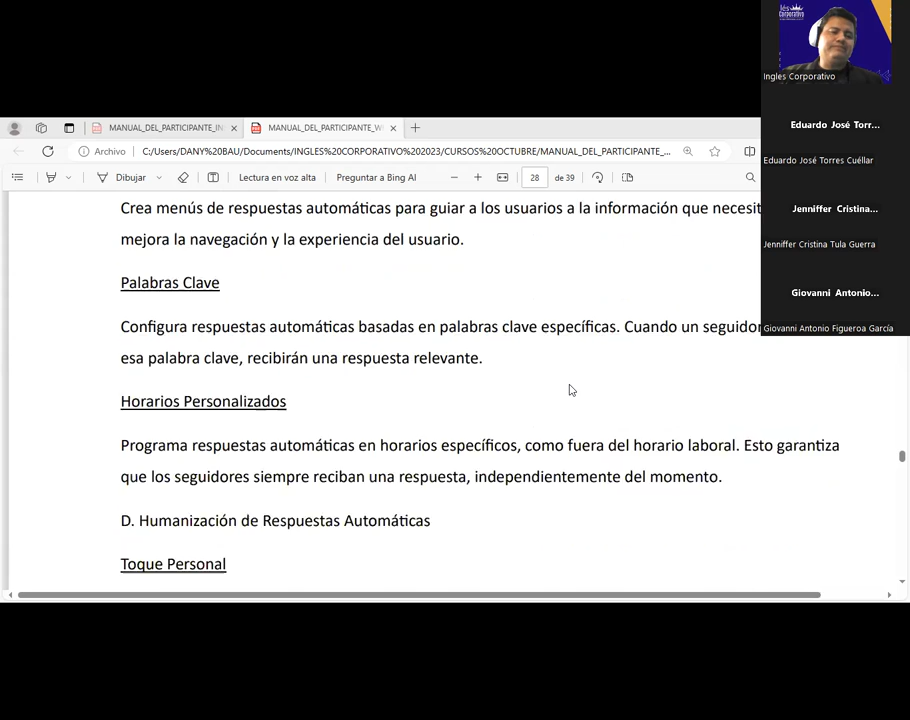 lés
Corporativo
Ingles Corporativo
Eduardo José Torr...
Eduardo José Torres Cuéllar
Jenniffer Cristina...
Jenniffer Cristina Tula Guerra
Giovanni Antonio...
Giovanni Antonio Figueroa García
MANUAL_DEL_PARTICIPANTE_IN
MANUAL_DEL_PARTICIPANTE_W
Archivo
C:/Users/DANY%20BAU/Documents/INGLES%20CORPORATIVO%202023/CURSOS%20OCTUBRE/MANUAL_DEL_PARTICIPANTE_...
Dibujar
Lectura en voz alta
Preguntar a Bing AI
28
de 39
Crea menús de respuestas automáticas para guiar a los usuarios a la información que necesit
mejora la navegación y la experiencia del usuario.
Palabras Clave
Configura respuestas automáticas basadas en palabras clave específicas. Cuando un seguidor
esa palabra clave, recibirán una respuesta relevante.
Horarios Personalizados
Programa respuestas automáticas en horarios específicos, como fuera del horario laboral. Esto garantiza
que los seguidores siempre reciban una respuesta, independientemente del momento.
D. Humanización de Respuestas Automáticas
Toque Personal